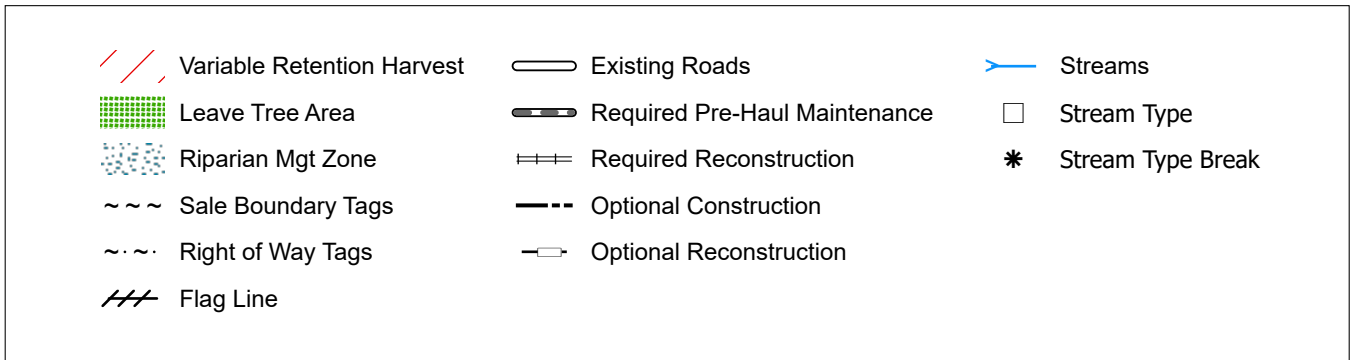 Variable Retention Harvest
Leave Tree Area
Riparian Mgt Zone
Sale Boundary Tags
Right of Way Tags
Flag Line
Existing Roads
Required Pre-Haul Maintenance
Required Reconstruction
Optional Construction
Optional Reconstruction
Streams
Stream Type
Stream Type Break